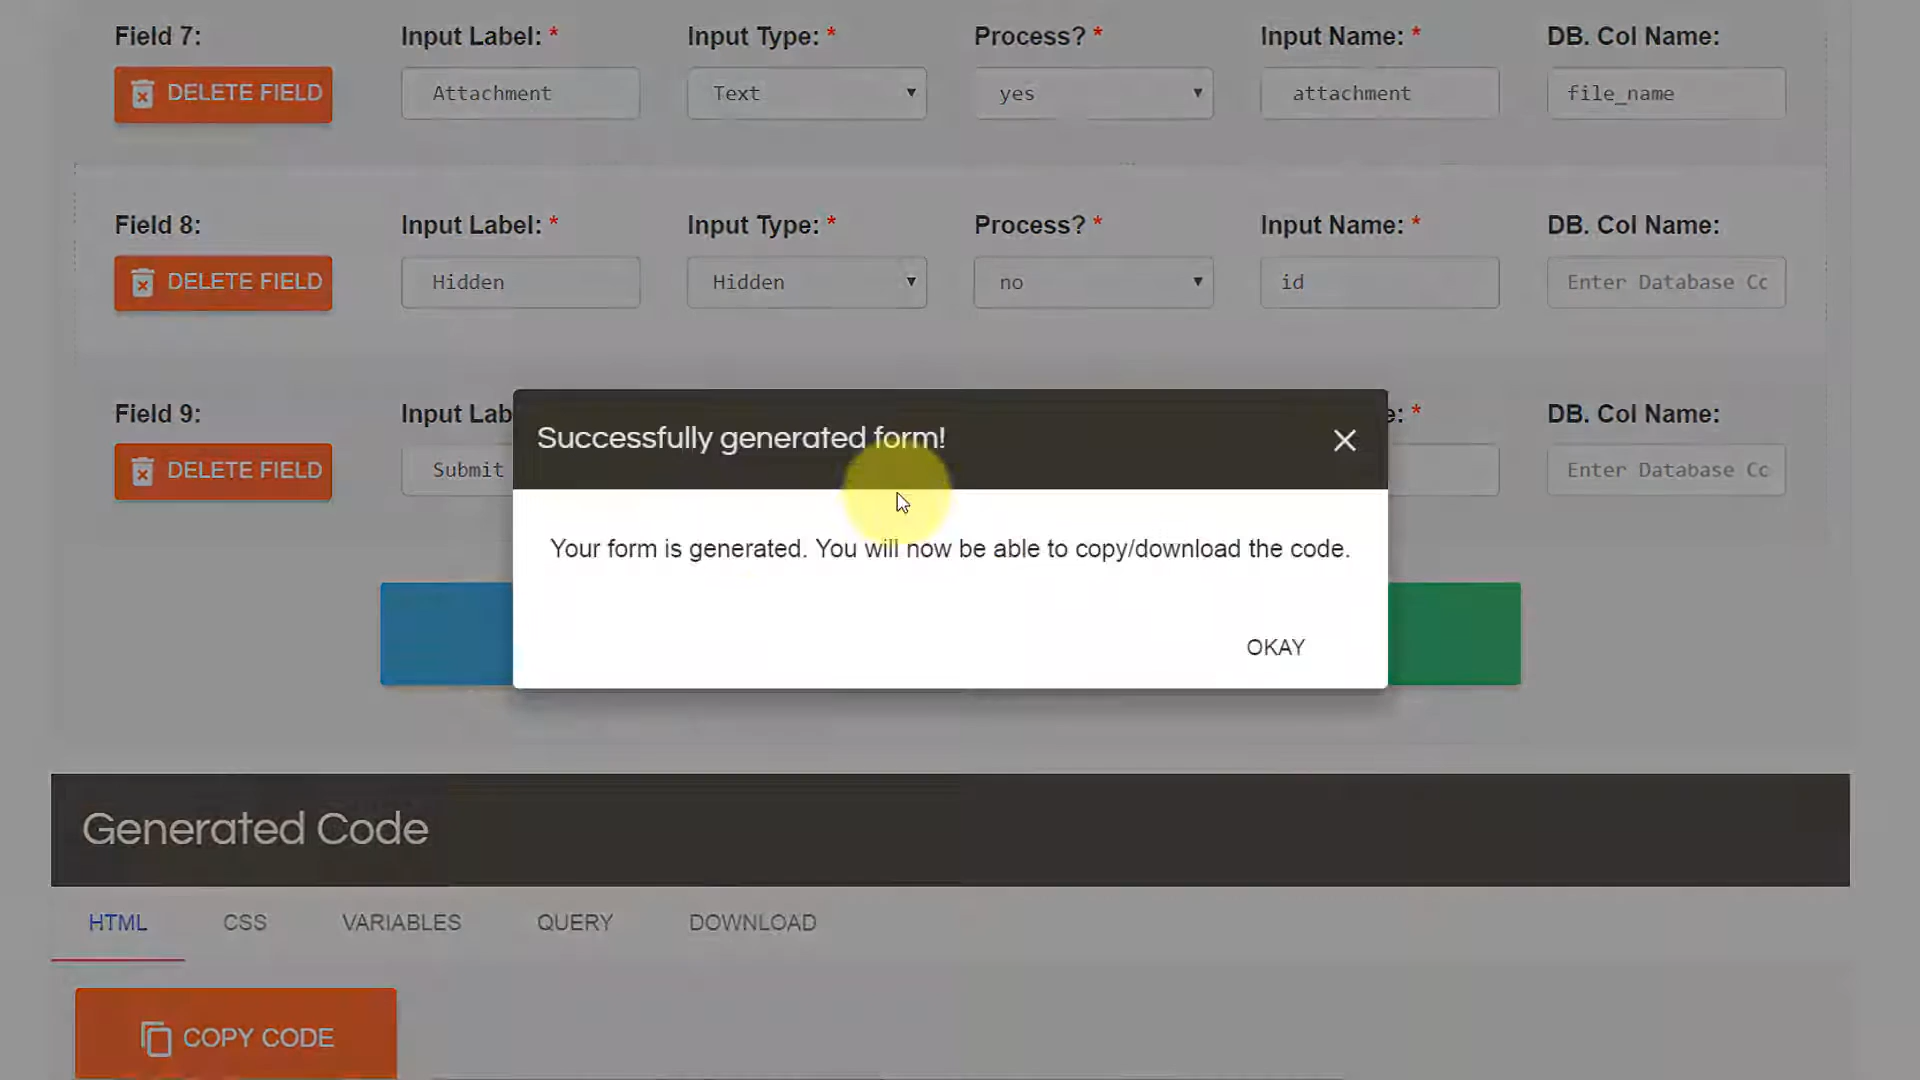 Field 7: Input Label: * Input Type: * Process? * Input Name: * DB. Col Name:
DELETE FIELD Attachment Text yes attachment file_name
Field 8: Input Label: * Input Type: * Process? * Input Name: * DB. Col Name:
DELETE FIELD Hidden Hidden no id Enter Database Cc
Field 9: Input Lab e: * DB. Col Name:
DELETE FIELD Submit Enter Database Cc
Successfully generated form!
Your form is generated. You will now be able to copy/download the code.
OKAY
Generated Code
HTML CSS VARIABLES QUERY DOWNLOAD
COPY CODE